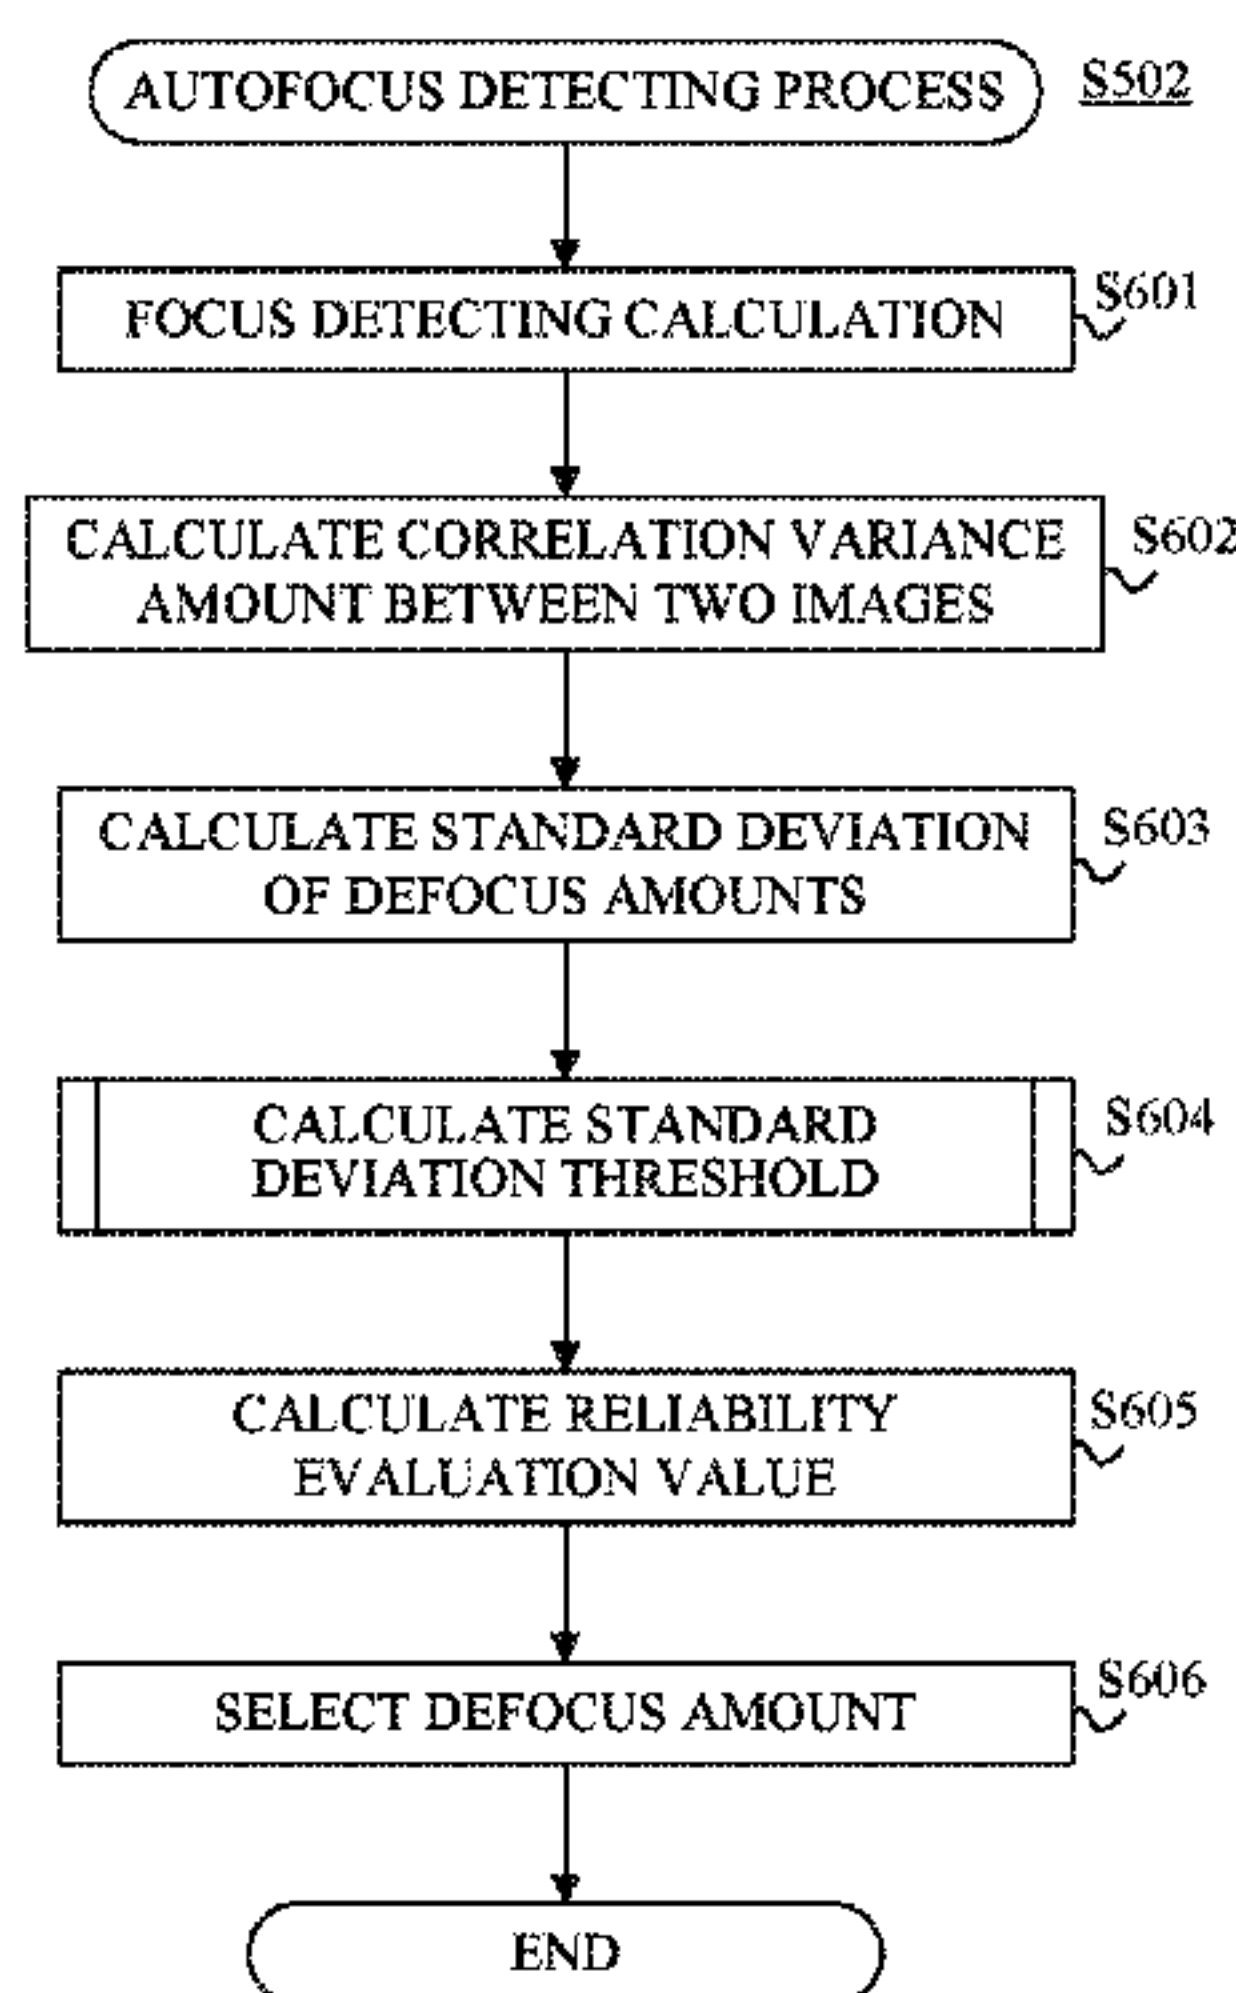 AUTOFOCUS DETECTING PROCESS S502
FOCUS DETECTING CALCULATION S601
CALCULATE CORRELATION VARIANCE S602
AMOUNT BETWEEN TWO IMAGES
CALCULATE STANDARD DEVIATION S603
OF DEFOCUS AMOUNTS
CALCULATE STANDARD S604
DEVIATION THRESHOLD
CALCULATE RELIABILITY S605
EVALUATION VALUE
SELECT DEFOCUS AMOUNT S606
END